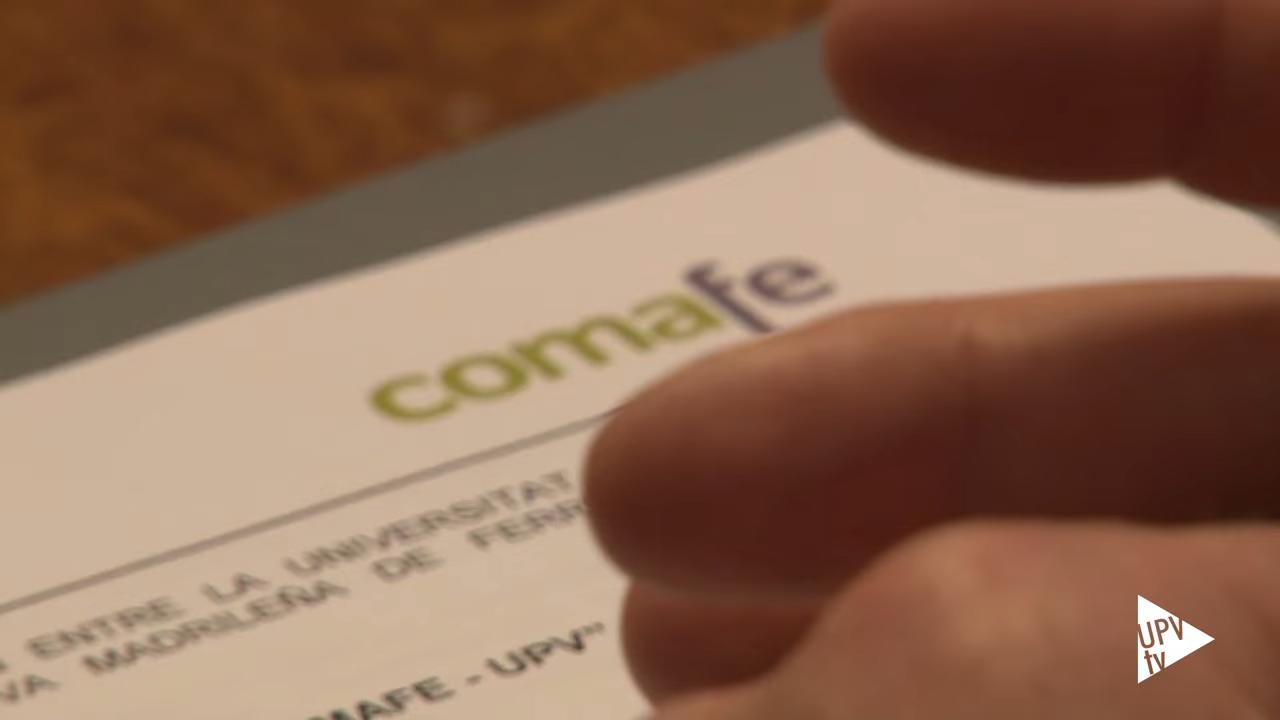 comafe
ENTRE LA UNIVERSITAT
VA MADRILEÑA DE FERR
MAFE - UPV"
UPV
tv